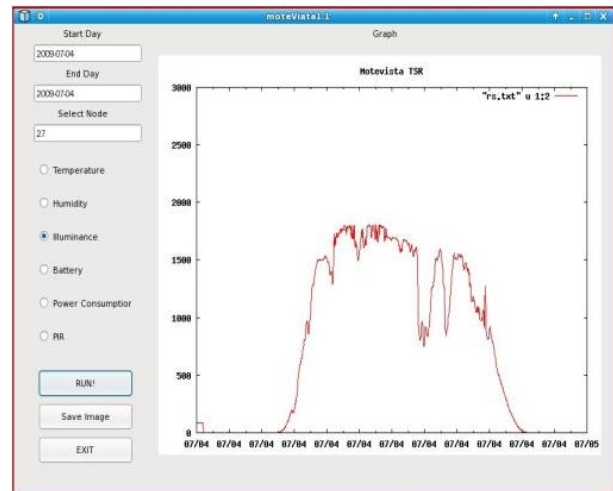 moteViata1.1
Start Day
2009-07-04
End Day
2009-07-04
Select Node
27
Temperature
Humidity
Illuminance
Battery
Power Consumptior
PIR
RUN!
Save Image
EXIT
Graph
Motevista TSR
"rs.txt" u 1:2
3000
2500
2000
1500
1000
500
0
07/04 07/04 07/04 07/04 07/04 07/04 07/04 07/04 07/04 07/04 07/04 07/04 07/05